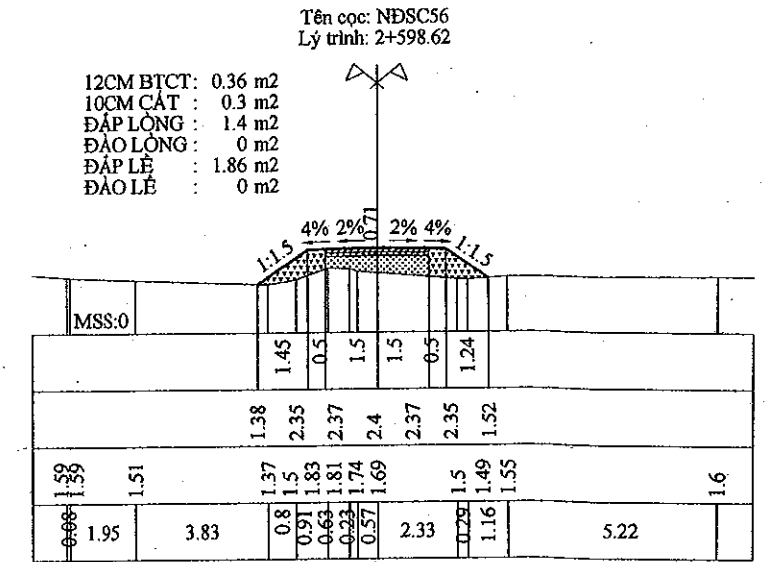 Tên cọc: NĐSC56
Lý trình: 2+598.62
12CM BTCT: 0.36 m2
10CM CÁT : 0.3 m2
ĐẮP LÒNG : 1.4 m2
ĐÀO LÒNG : 0 m2
ĐẮP LỀ : 1.86 m2
ĐÀO LỀ : 0 m2
0.71
4% 2% 2% 4%
1:1.5 1:1.5
MSS:0
1.45 0.5 1.5 1.5 0.5 1.24
1.38 2.35 2.37 2.4 2.37 2.35 1.52
1.59 1.59 1.51 1.37 1.5 1.83 1.81 1.74 1.69 1.5 1.49 1.55 1.6
0.08 1.95 3.83 0.8 0.91 0.63 0.23 0.57 2.33 0.29 1.16 5.22